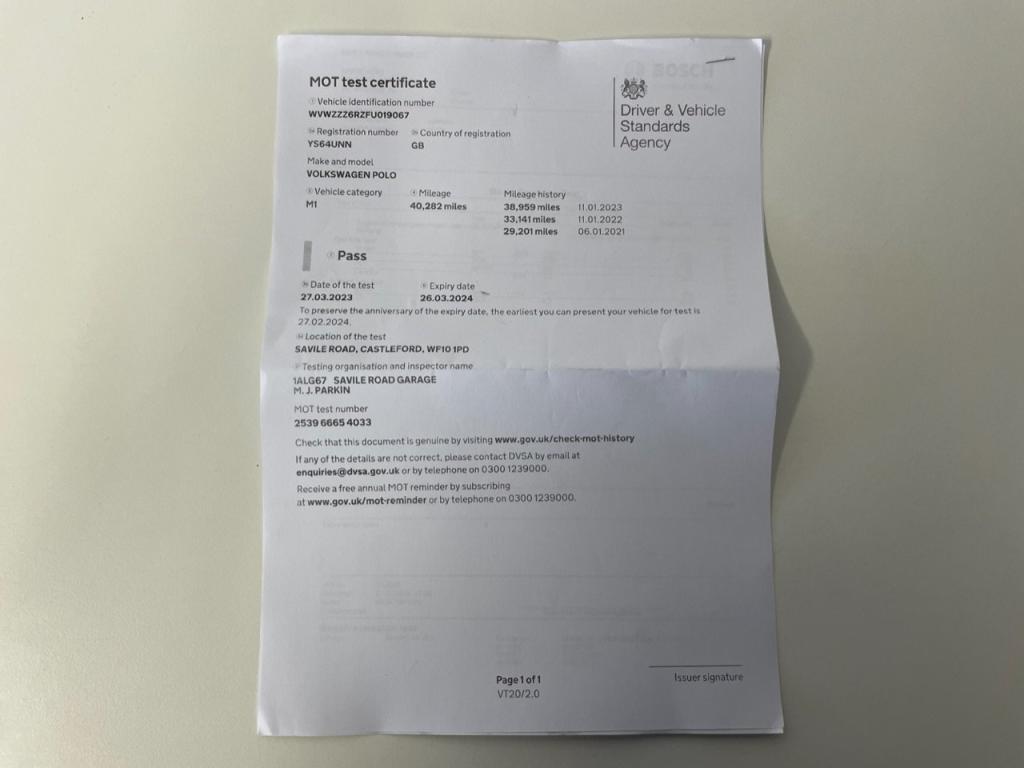 MOT test certificate
Vehicle identification number
WVWZZZ6RZFU019067
Registration number Country of registration
YS64UNN GB
Make and model
VOLKSWAGEN POLO
Vehicle category Mileage Mileage history
M1 40,282 miles 38,959 miles 11.01.2023
33,141 miles 11.01.2022
29,201 miles 06.01.2021
Pass
Date of the test Expiry date
27.03.2023 26.03.2024
To preserve the anniversary of the expiry date, the earliest you can present your vehicle for test is
27.02.2024.
Location of the test
SAVILE ROAD, CASTLEFORD, WF10 1PD
Testing organisation and inspector name
1ALG67 SAVILE ROAD GARAGE
M. J. PARKIN
MOT test number
2539 6665 4033
Check that this document is genuine by visiting www.gov.uk/check-mot-history
If any of the details are not correct, please contact DVSA by email at
enquiries@dvsa.gov.uk or by telephone on 0300 1239000.
Receive a free annual MOT reminder by subscribing
at www.gov.uk/mot-reminder or by telephone on 0300 1239000.
BOSCH
Driver & Vehicle
Standards
Agency
Page 1 of 1
VT20/2.0
Issuer signature